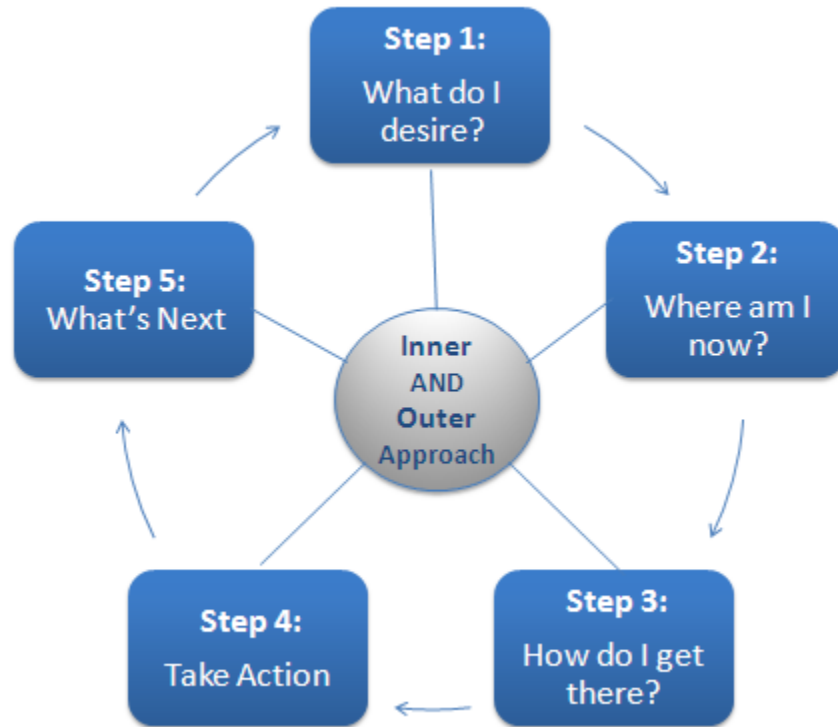 Step 1:
What do I
desire?
Step 2:
Where am I
now?
Step 3:
How do I get
there?
Step 4:
Take Action
Step 5:
What's Next
Inner
AND
Outer
Approach